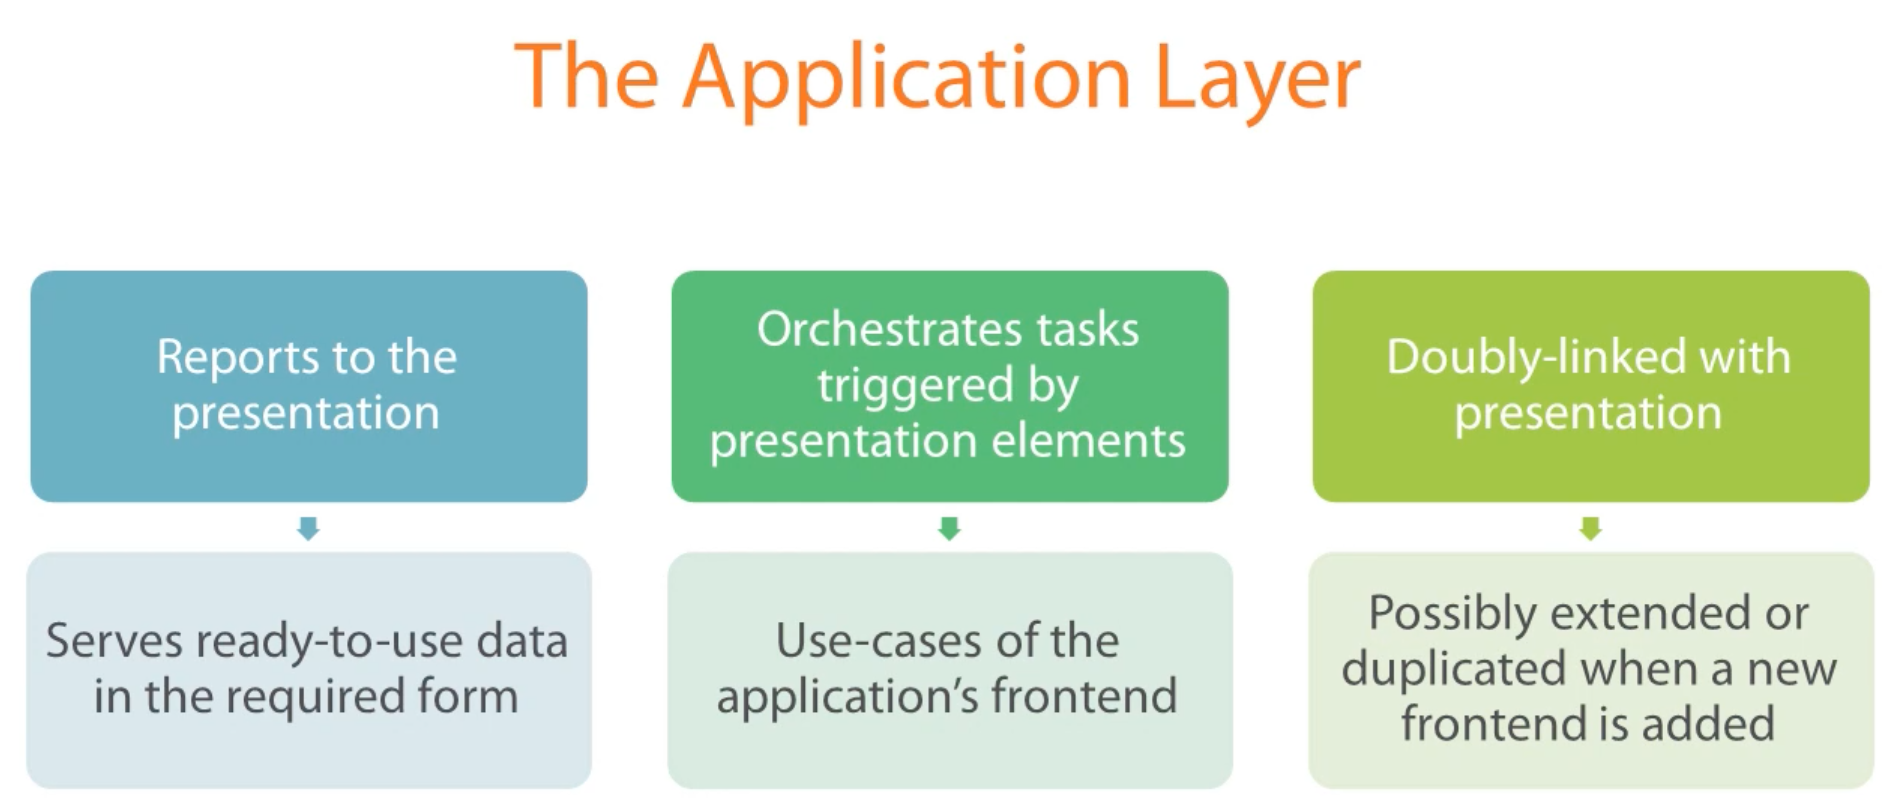 The Application Layer
Reports to the
presentation
Serves ready-to-use data
in the required form
Orchestrates tasks
triggered by
presentation elements
Use-cases of the
application’s frontend
Doubly-linked with
presentation
Possibly extended or
duplicated when a new
frontend is added